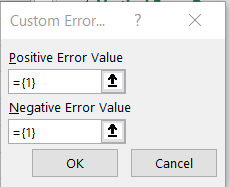 Custom Error...
Positive Error Value
={1}
Negative Error Value
={1}
OK Cancel